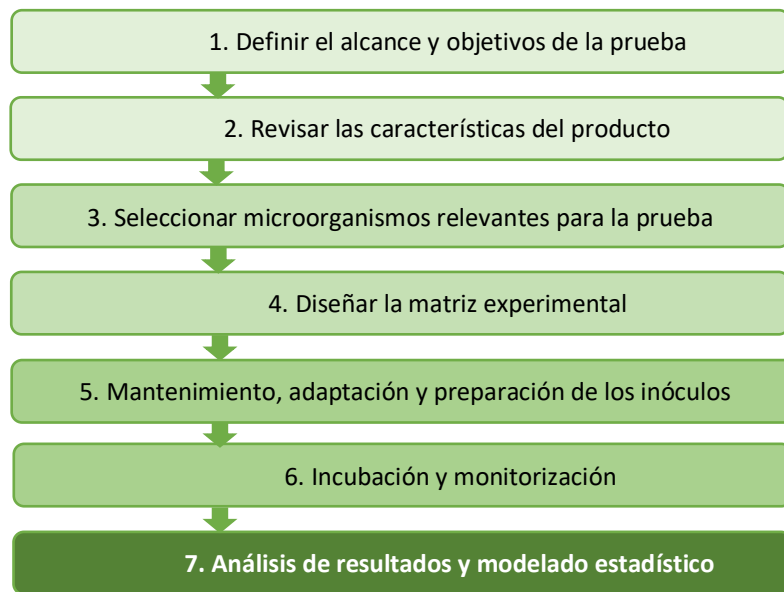 1. Definir el alcance y objetivos de la prueba
2. Revisar las características del producto
3. Seleccionar microorganismos relevantes para la prueba
4. Diseñar la matriz experimental
5. Mantenimiento, adaptación y preparación de los inóculos
6. Incubación y monitorización
7. Análisis de resultados y modelado estadístico